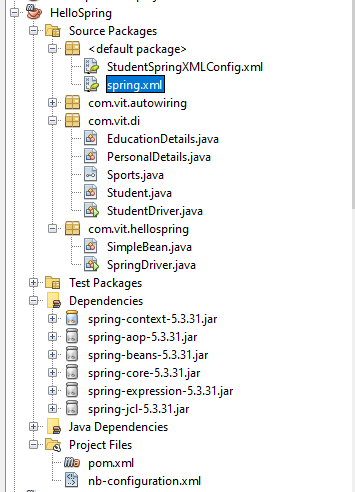 HelloSpring
Source Packages
<default package>
StudentSpringXMLConfig.xml
spring.xml
com.vit.autowiring
com.vit.di
EducationDetails.java
PersonalDetails.java
Sports.java
Student.java
StudentDriver.java
com.vit.hellospring
SimpleBean.java
SpringDriver.java
Test Packages
Dependencies
spring-context-5.3.31.jar
spring-aop-5.3.31.jar
spring-beans-5.3.31.jar
spring-core-5.3.31.jar
spring-expression-5.3.31.jar
spring-jcl-5.3.31.jar
Java Dependencies
Project Files
pom.xml
nb-configuration.xml